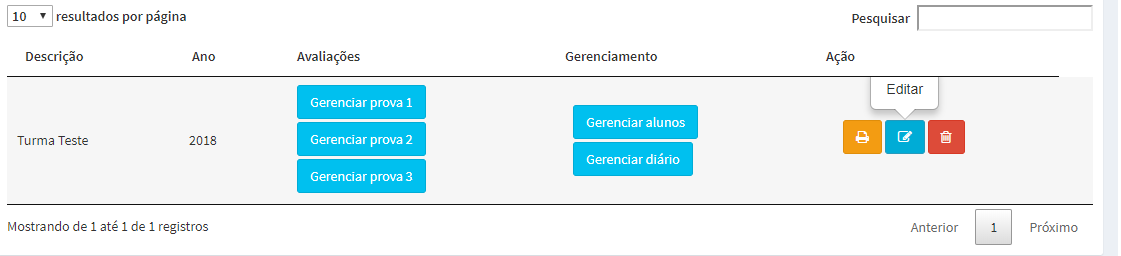 10 resultados por página
Pesquisar
Descrição Ano Avaliações Gerenciamento Ação
Editar
Gerenciar prova 1
Gerenciar alunos
Turma Teste 2018 Gerenciar prova 2
Gerenciar diário
Gerenciar prova 3
Mostrando de 1 até 1 de 1 registros
Anterior 1 Próximo